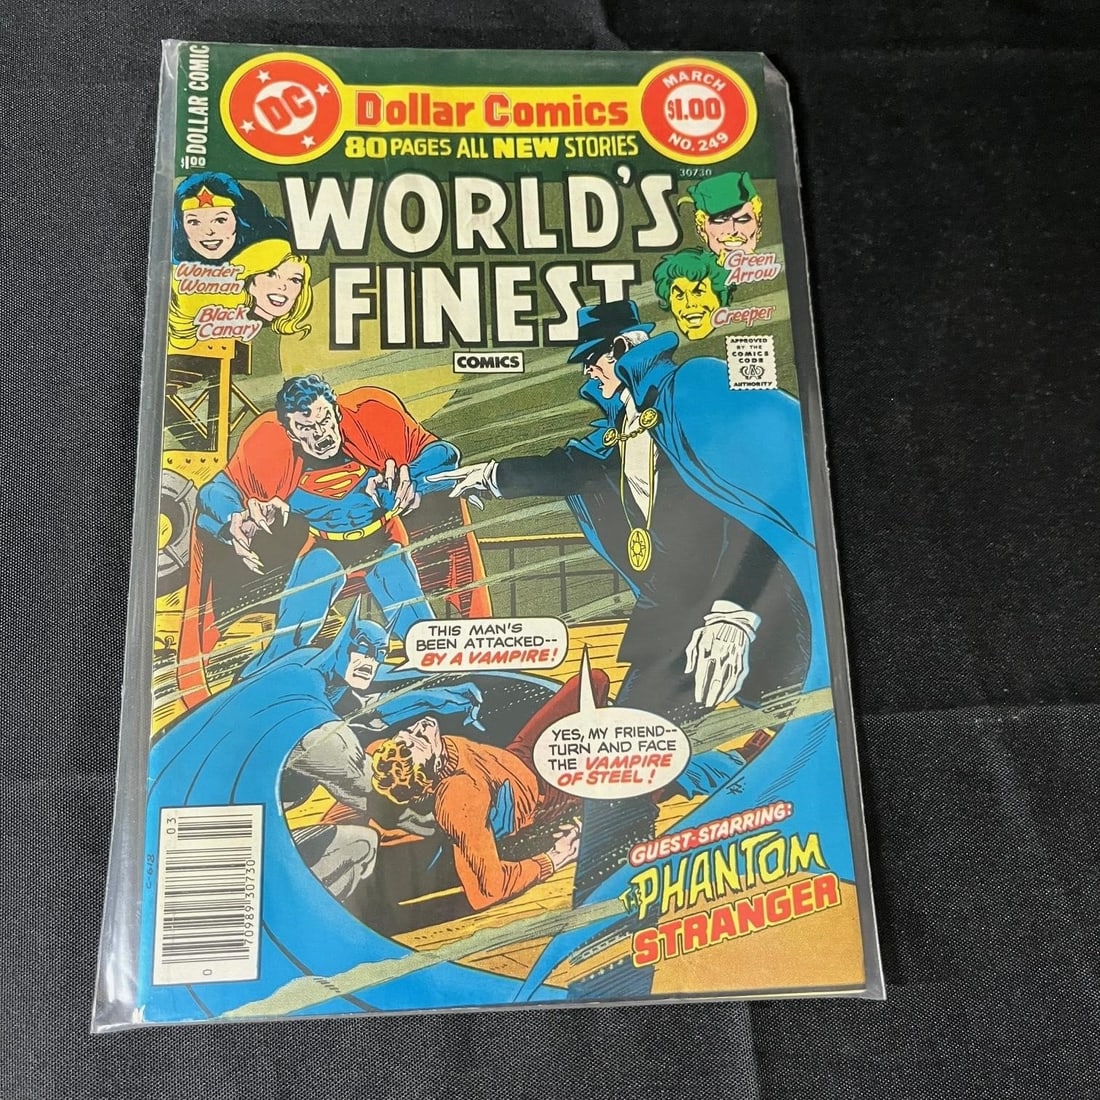 DOLLAR COMIC
$1.00
DC
Dollar Comics
80 PAGES ALL NEW STORIES
MARCH
$1.00
NO. 249
30730
WORLD'S
FINEST
COMICS
Wonder
Woman
Black
Canary
Green
Arrow
Creeper
APPROVED
BY THE
COMICS
CODE
CA
AUTHORITY
S
THIS MAN'S
BEEN ATTACKED--
BY A VAMPIRE!
YES, MY FRIEND--
TURN AND FACE
THE VAMPIRE
OF STEEL!
GUEST-STARRING:
THE PHANTOM
STRANGER
03
0
70989 30730
C-618